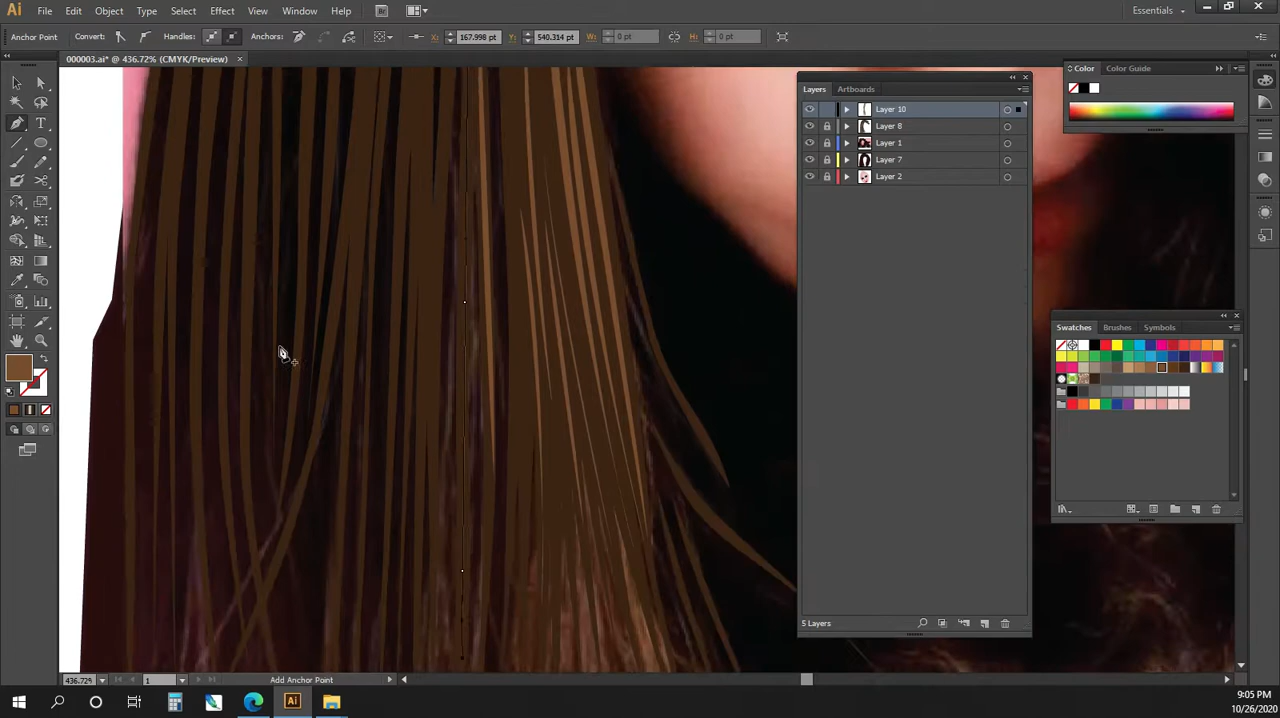 Ai File Edit Object Type Select Effect View Window Help Br Essentials
Anchor Point Convert: Handles: Anchors: X: 167.998 pt Y: 540.314 pt W: 0 pt H: 0 pt
000003.ai* @ 436.72% (CMYK/Preview) ×
Layers Artboards
Layer 10
Layer 8
Layer 1
Layer 7
Layer 2
5 Layers
Color Color Guide
Swatches Brushes Symbols
436.72% 1 Add Anchor Point
Ai
9:05 PM
10/26/2020